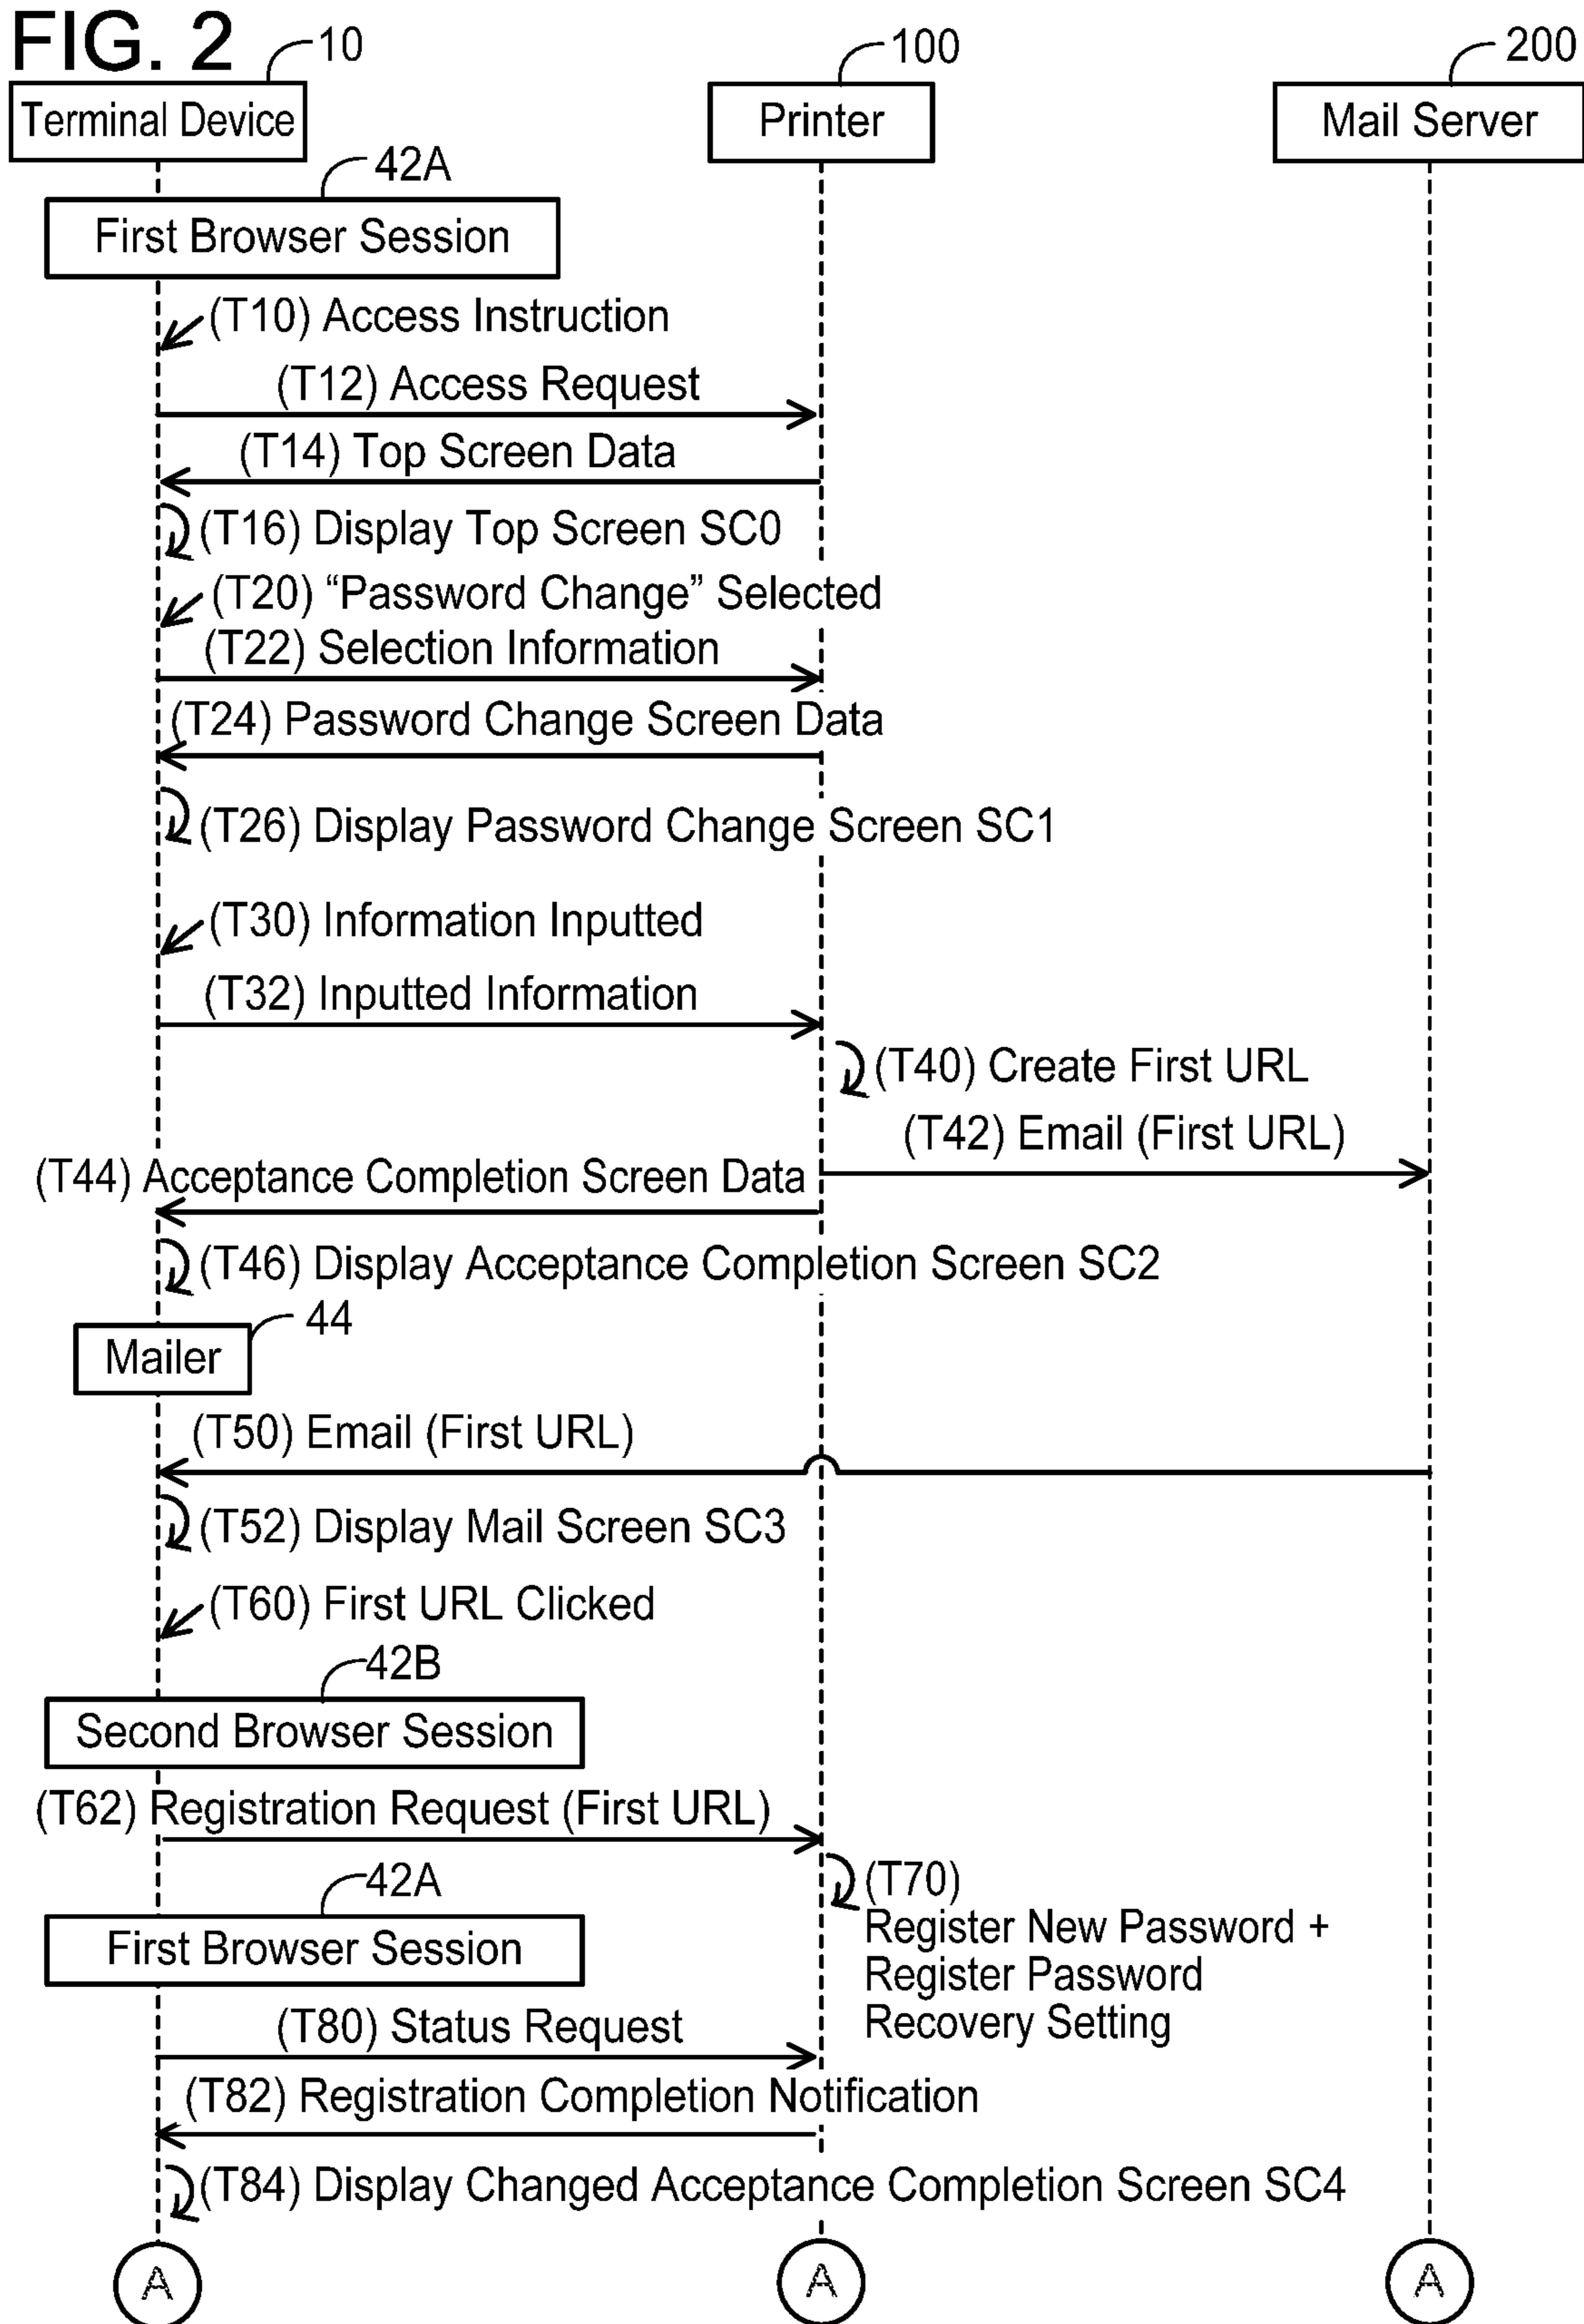 FIG. 2
10
100
200
Terminal Device
Printer
Mail Server
42A
First Browser Session
(T10) Access Instruction
(T12) Access Request
(T14) Top Screen Data
(T16) Display Top Screen SC0
(T20) “Password Change” Selected
(T22) Selection Information
(T24) Password Change Screen Data
(T26) Display Password Change Screen SC1
(T30) Information Inputted
(T32) Inputted Information
(T40) Create First URL
(T42) Email (First URL)
(T44) Acceptance Completion Screen Data
(T46) Display Acceptance Completion Screen SC2
44
Mailer
(T50) Email (First URL)
(T52) Display Mail Screen SC3
(T60) First URL Clicked
42B
Second Browser Session
(T62) Registration Request (First URL)
42A
First Browser Session
(T70)
Register New Password +
Register Password
Recovery Setting
(T80) Status Request
(T82) Registration Completion Notification
(T84) Display Changed Acceptance Completion Screen SC4
A
A
A